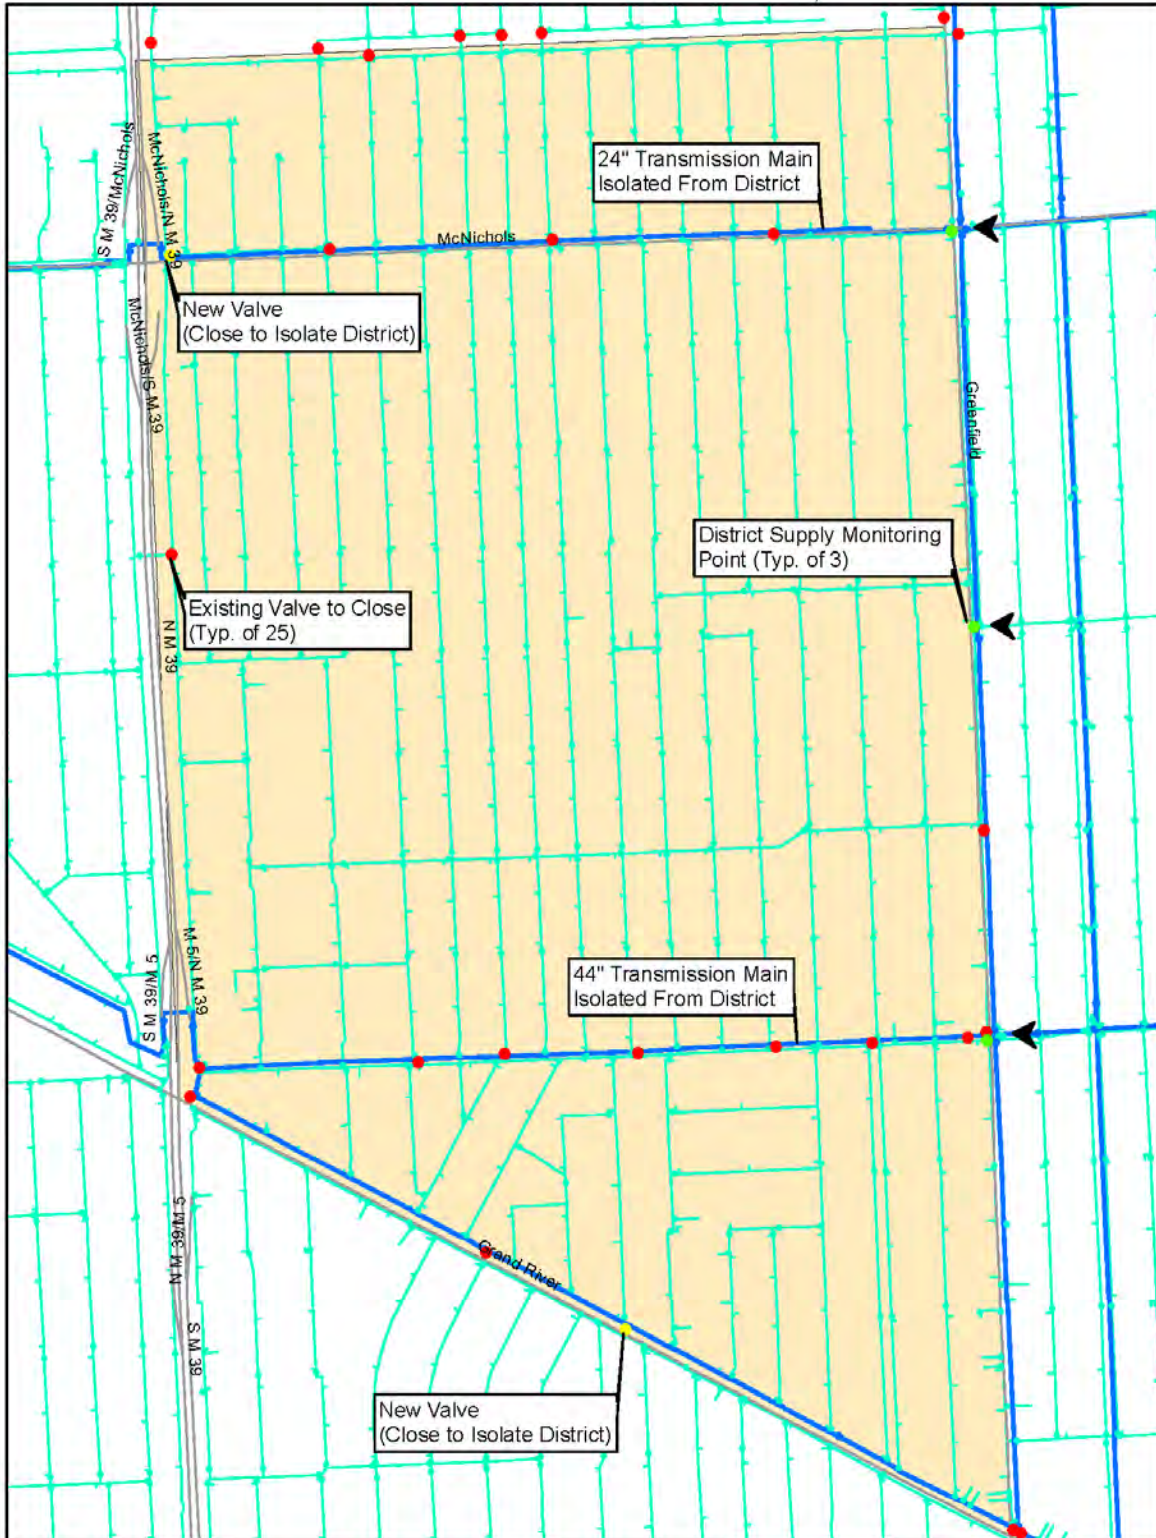 24" Transmission Main
Isolated From District
S M 39/McNichols
McNichols/N M 39
McNichols
New Valve
(Close to Isolate District)
McNichols/S M 39
Greenfield
District Supply Monitoring
Point (Typ. of 3)
Existing Valve to Close
(Typ. of 25)
N M 39
M 5/N M 39
S M 39/M 5
44" Transmission Main
Isolated From District
N M 39/M 5
Grand River
S M 39
New Valve
(Close to Isolate District)